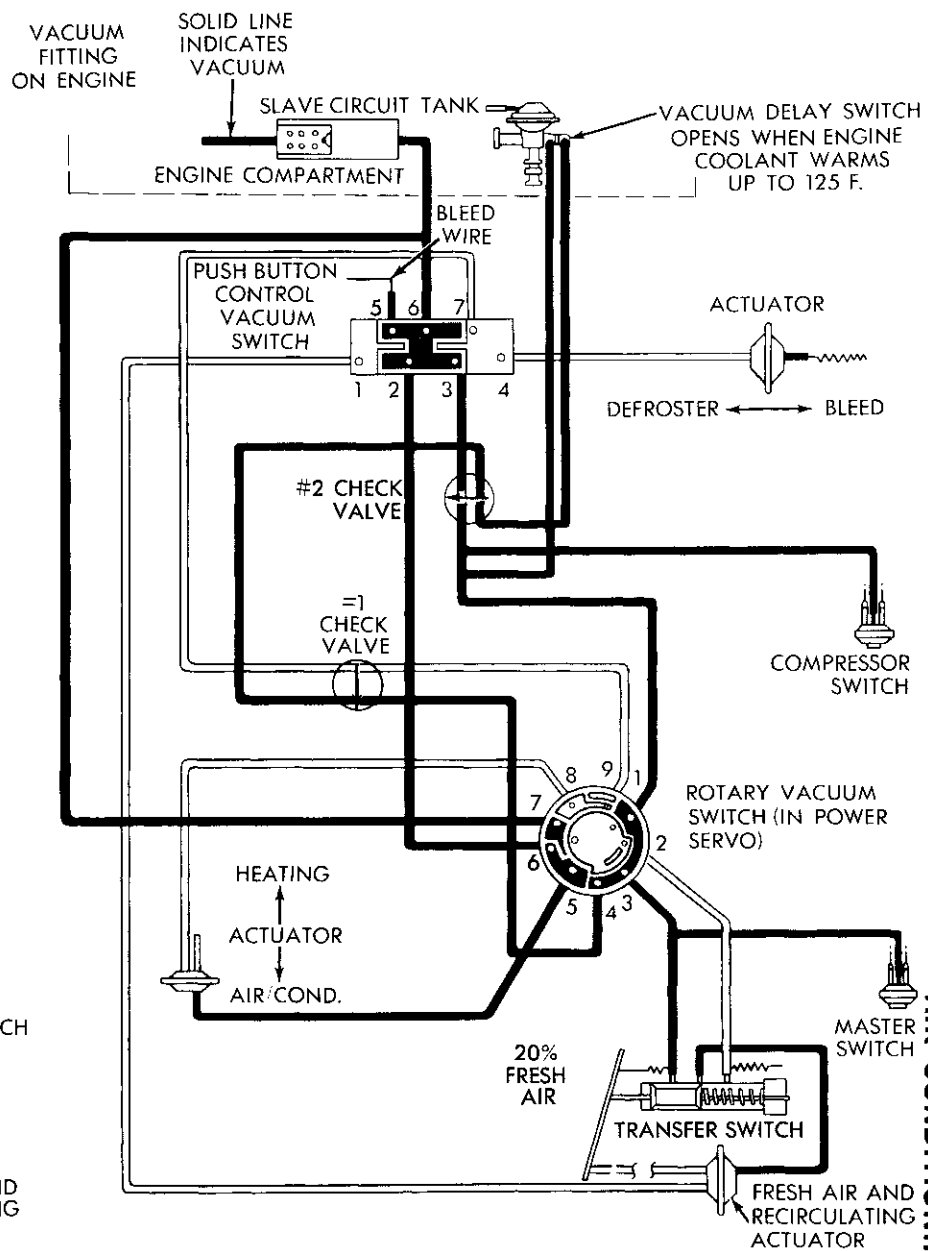 VACUUM
FITTING
ON ENGINE
SOLID LINE
INDICATES
VACUUM
SLAVE CIRCUIT TANK
ENGINE COMPARTMENT
VACUUM DELAY SWITCH
OPENS WHEN ENGINE
COOLANT WARMS
UP TO 125 F.
BLEED
WIRE
PUSH BUTTON
CONTROL
VACUUM
SWITCH
5 6 7
1 2 3 4
ACTUATOR
DEFROSTER BLEED
#2 CHECK
VALVE
=1
CHECK
VALVE
COMPRESSOR
SWITCH
8 9 1
7
2
6
5 4 3
ROTARY VACUUM
SWITCH (IN POWER
SERVO)
HEATING
ACTUATOR
AIR/COND.
MASTER
SWITCH
20%
FRESH
AIR
TRANSFER SWITCH
FRESH AIR AND
RECIRCULATING
ACTUATOR
CH